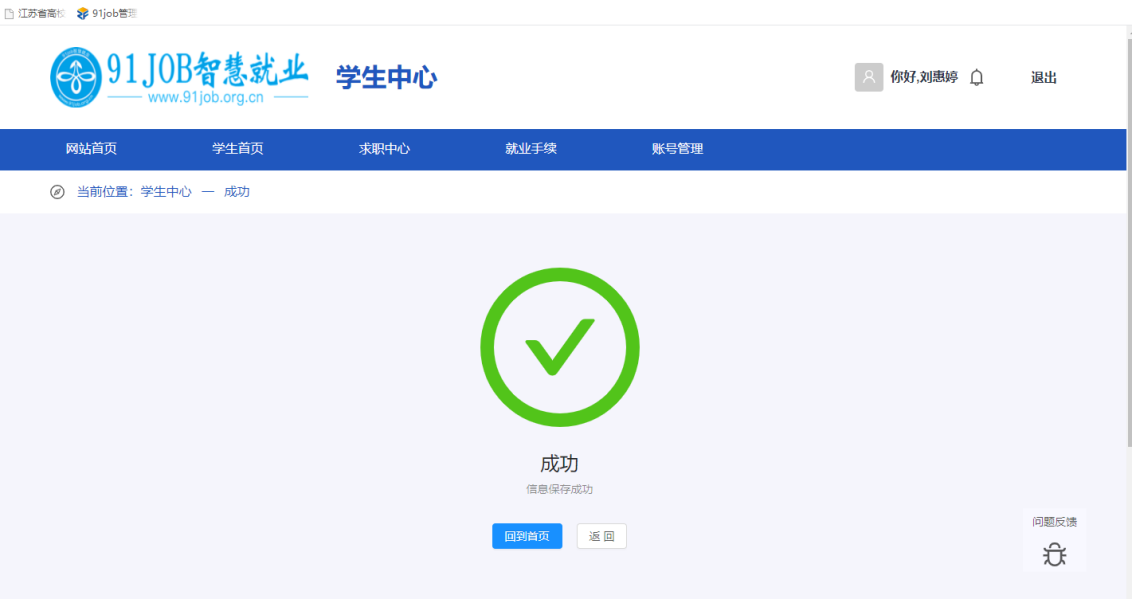 江苏省高校 91job管理
91JOB智慧就业 学生中心
www.91job.org.cn
你好,刘惠婷 退出
网站首页 学生首页 求职中心 就业手续 账号管理
当前位置：学生中心 — 成功
成功
信息保存成功
回到首页 返 回
问题反馈